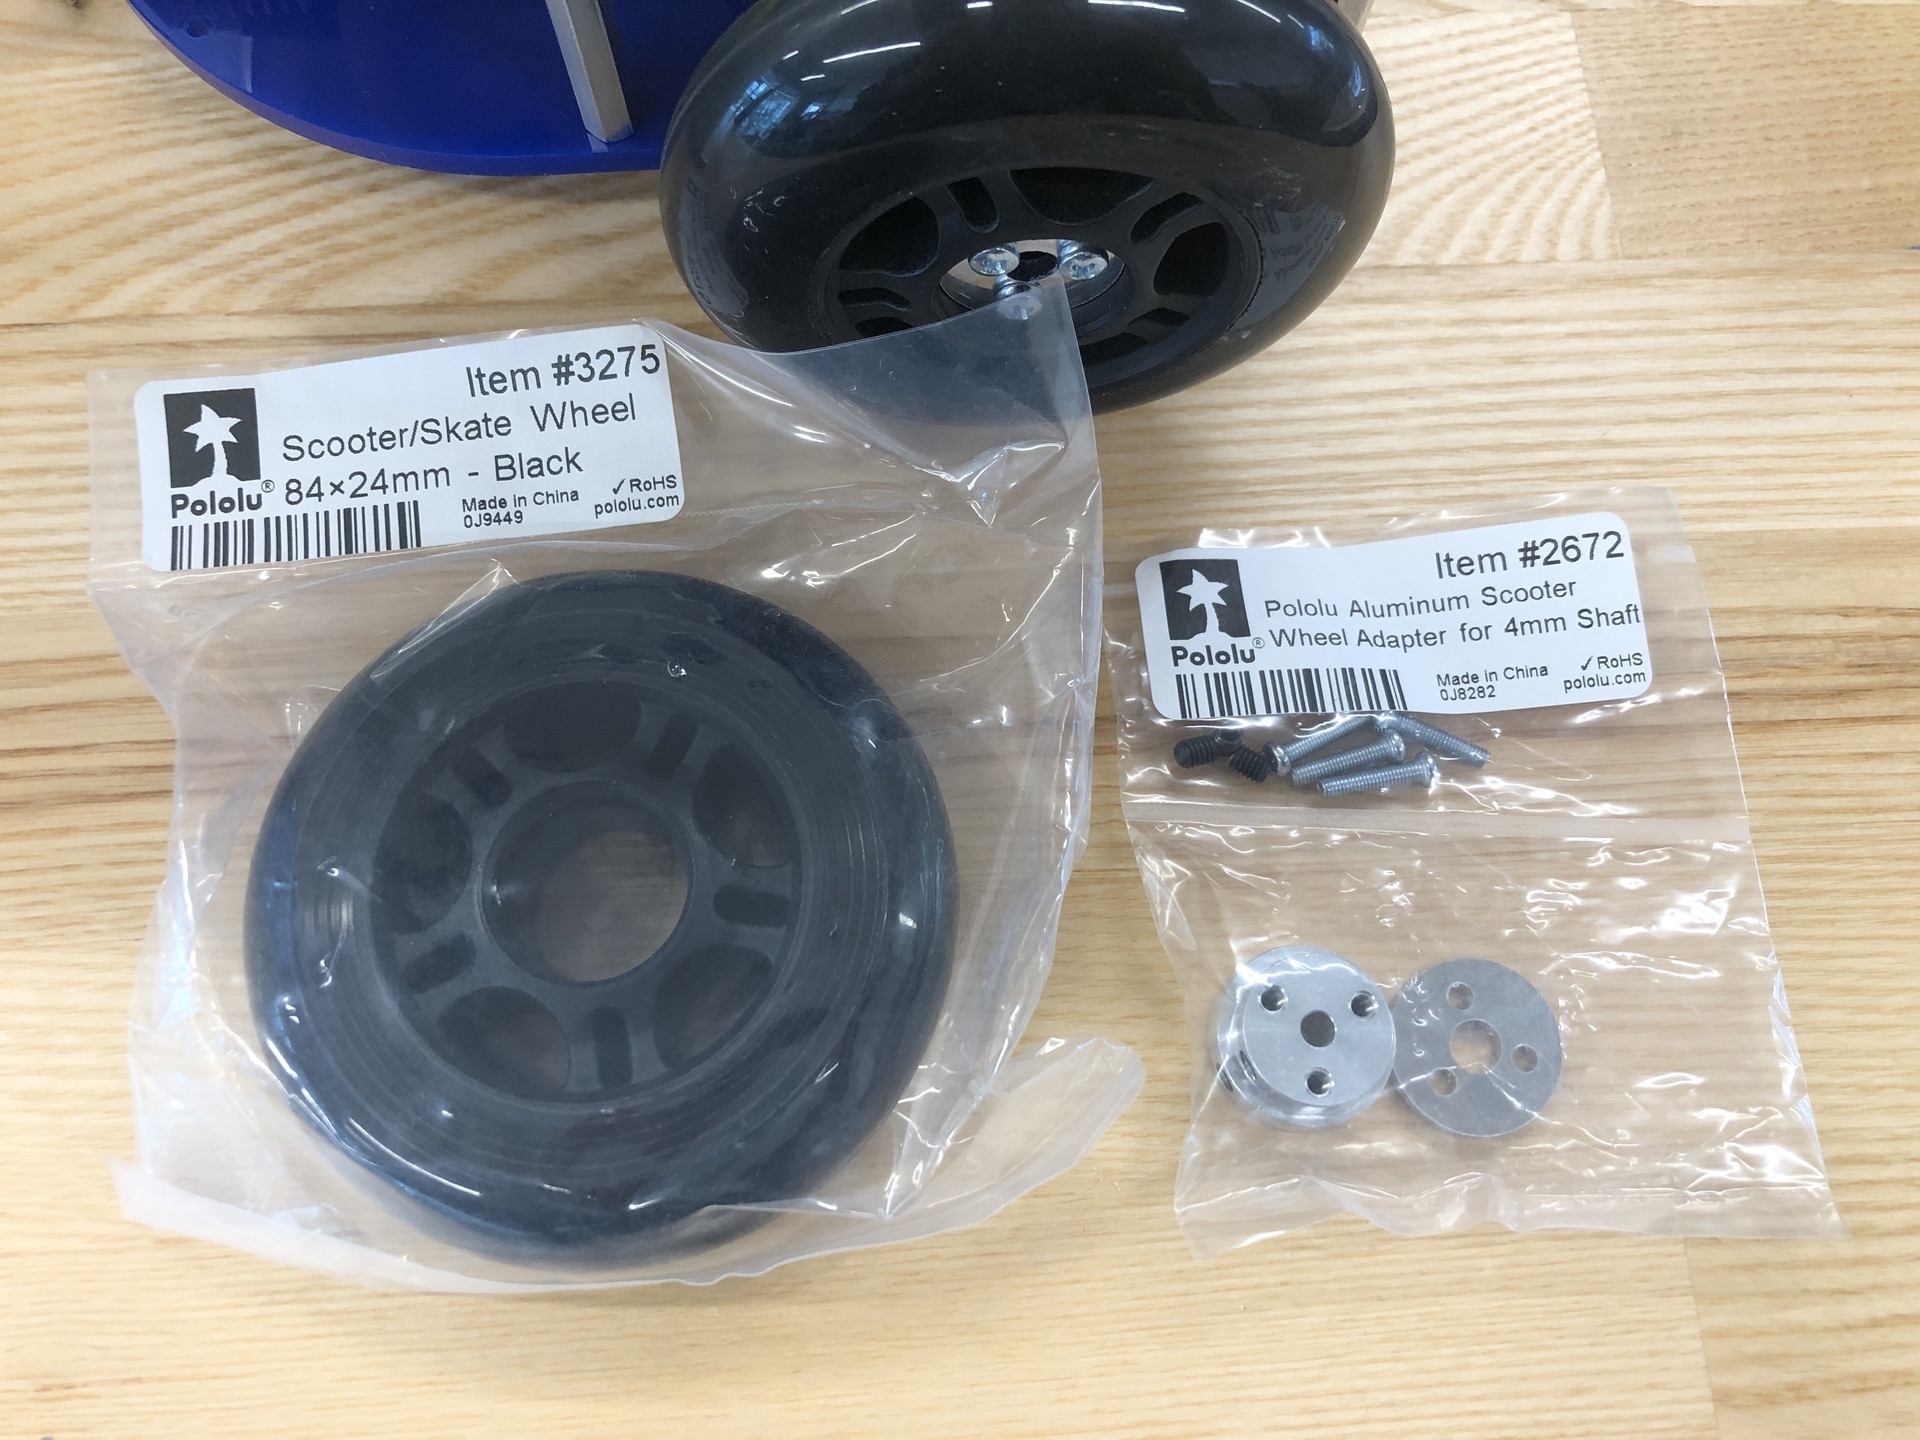 Item #3275
Scooter/Skate Wheel
84×24mm - Black
Pololu®
Made in China
0J9449
✓RoHS
pololu.com
Item #2672
Pololu Aluminum Scooter
Wheel Adapter for 4mm Shaft
Pololu®
Made in China
0J8282
✓RoHS
pololu.com